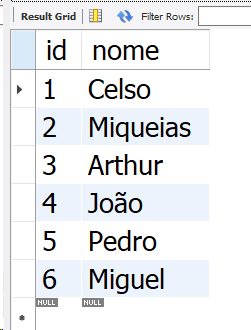 Result Grid Filter Rows:
id nome
1 Celso
2 Miqueias
3 Arthur
4 João
5 Pedro
6 Miguel
NULL NULL